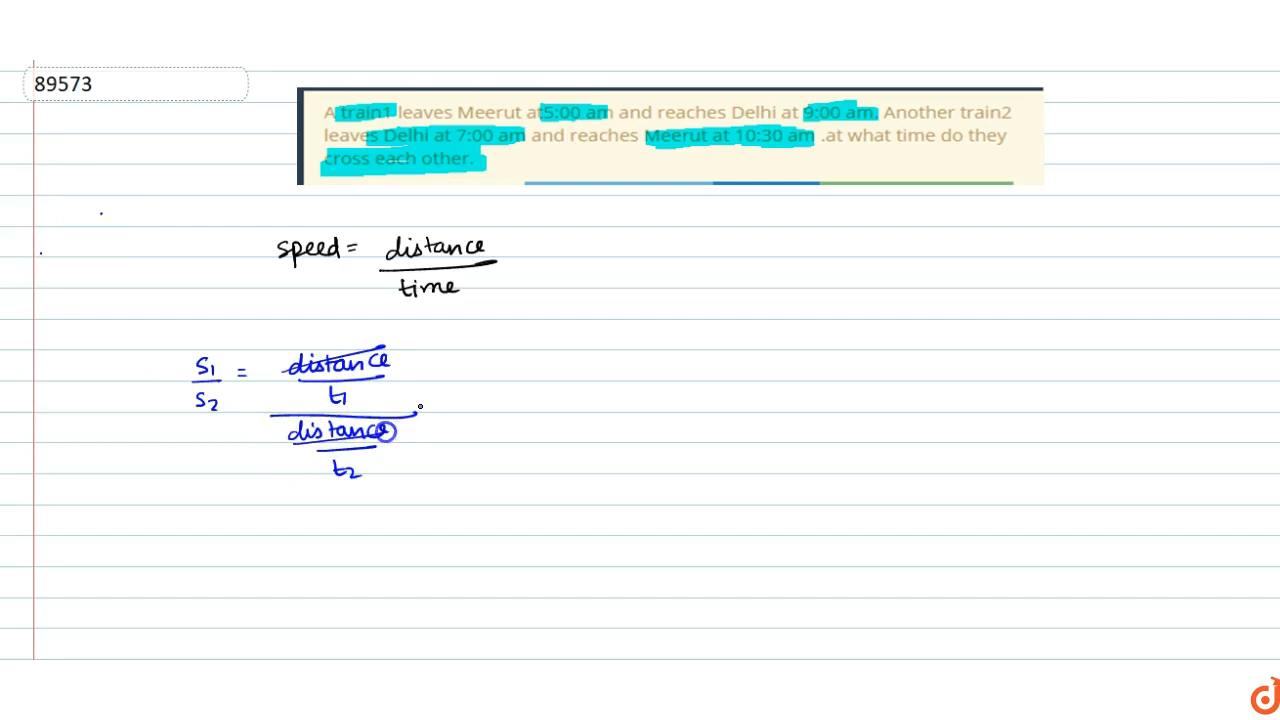 89573
A train1 leaves Meerut at5:00 am and reaches Delhi at 9:00 am. Another train2
leaves Delhi at 7:00 am and reaches Meerut at 10:30 am .at what time do they
cross each other.
speed = distance
time
S1 = distance
S2
t1
distance
t2